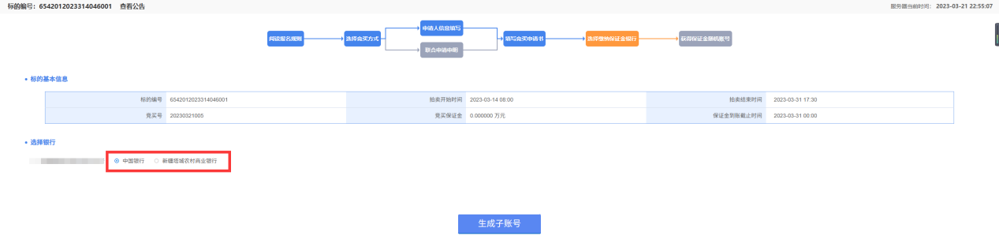 标的编号：6542012023314046001 查看公告 服务器当前时间： 2023-03-21 22:55:07
申请人信息填写
阅读报名规则 选择竞买方式 填写竞买申请书 选择缴纳保证金银行 获得保证金随机账号
联合申请申明
标的基本信息
标的编号 6542012023314046001 拍卖开始时间 2023-03-14 08:00 拍卖结束时间 2023-03-31 17:30
竞买号 20230321005 竞买保证金 0.000000 万元 保证金到账截止时间 2023-03-31 00:00
选择银行
中国银行 新疆塔城农村商业银行
生成子账号